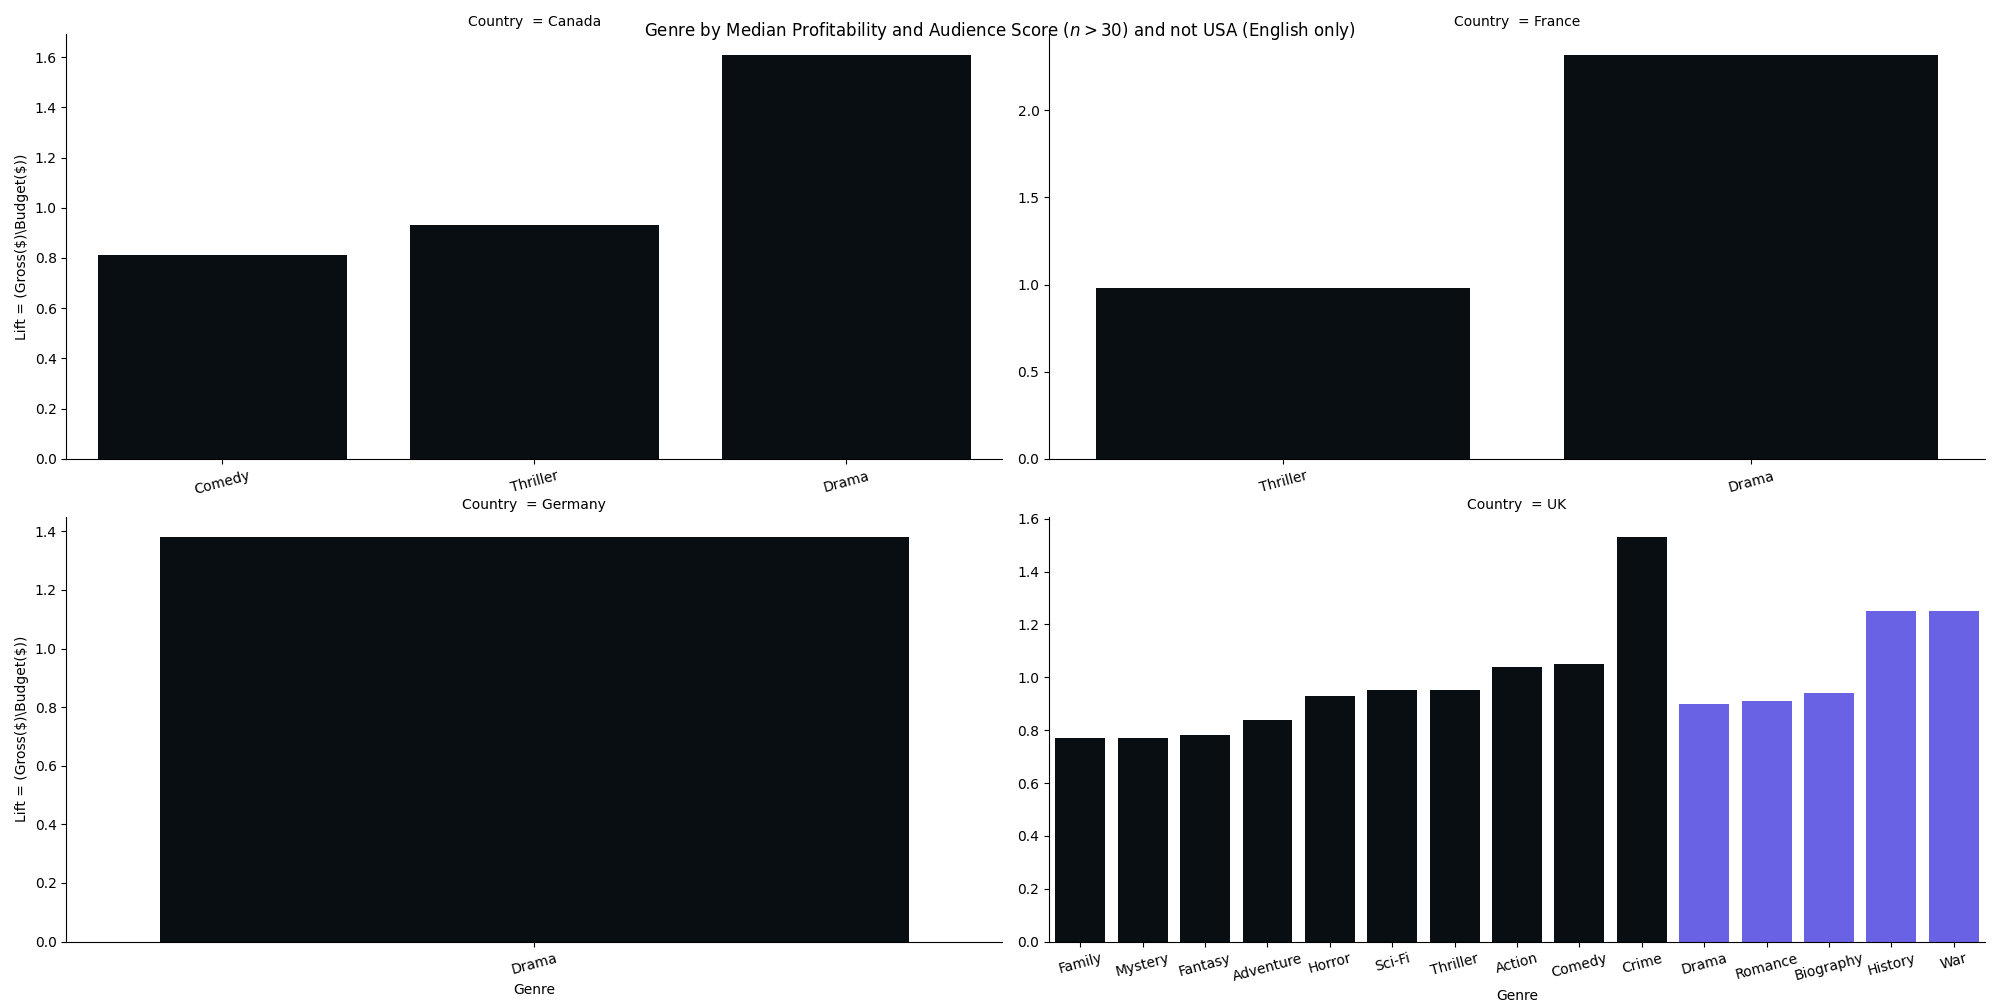 Genre by Median Profitability and Audience Score (n > 30) and not USA (English only)
Country  = Canada
Lift = (Gross($)\Budget($))
1.6
1.4
1.2
1.0
0.8
0.6
0.4
0.2
0.0
Comedy Thriller Drama
Country  = France
2.0
1.5
1.0
0.5
0.0
Thriller Drama
Country  = Germany
Lift = (Gross($)\Budget($))
1.4
1.2
1.0
0.8
0.6
0.4
0.2
0.0
Drama
Genre
Country  = UK
1.6
1.4
1.2
1.0
0.8
0.6
0.4
0.2
0.0
Family Mystery Fantasy Adventure Horror Sci-Fi Thriller Action Comedy Crime Drama Romance Biography History War
Genre